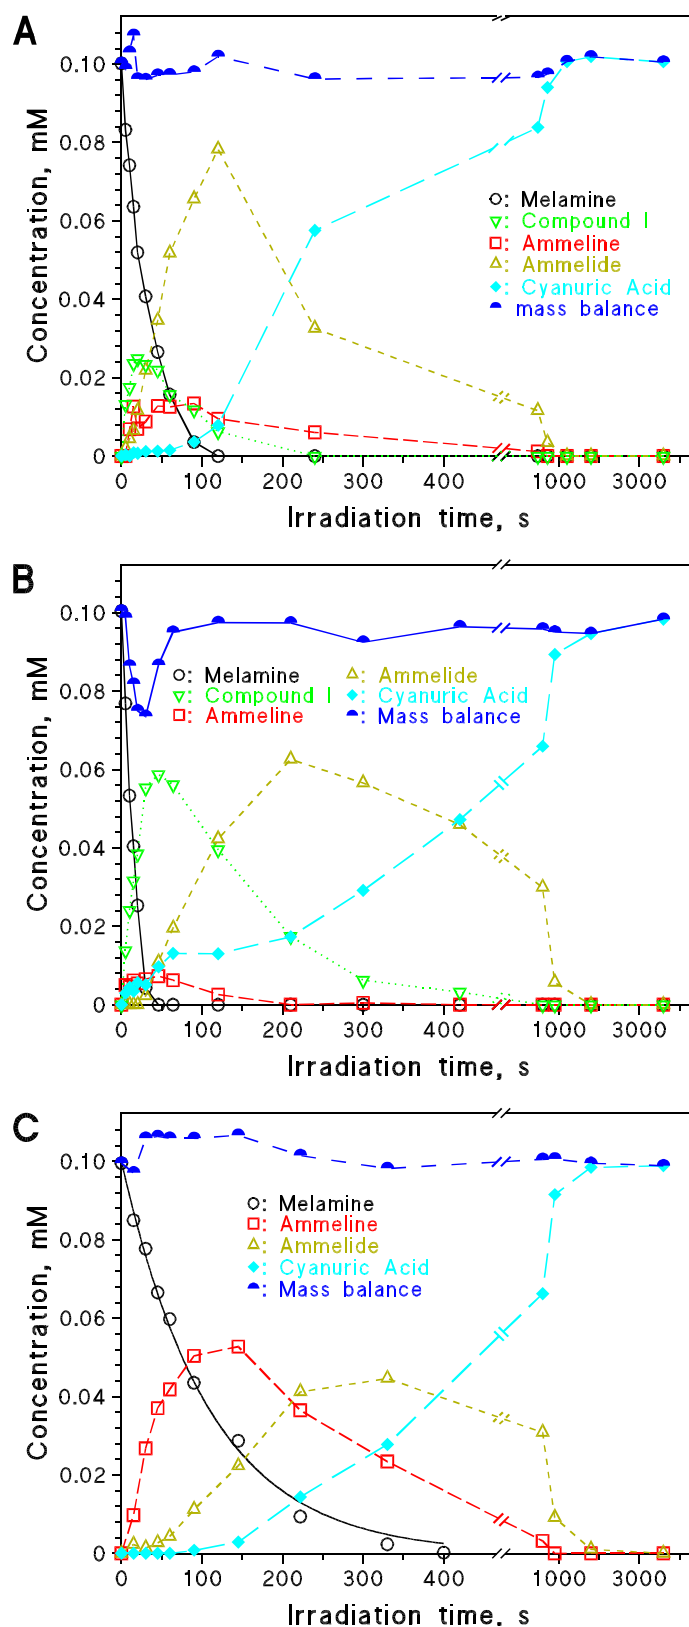 A
Concentration, mM
0.10
0.08
0.06
0.04
0.02
0
○: Melamine
▽: Compound I
□: Ammeline
△: Ammelide
◆: Cyanuric Acid
mass balance
0 100 200 300 400 1000 3000
Irradiation time, s
B
Concentration, mM
0.10
0.08
0.06
0.04
0.02
0
○: Melamine △: Ammelide
▽: Compound I ◆: Cyanuric Acid
□: Ammeline : Mass balance
0 100 200 300 400 1000 3000
Irradiation time, s
C
Concentration, mM
0.10
0.08
0.06
0.04
0.02
0
○: Melamine
□: Ammeline
△: Ammelide
◆: Cyanuric Acid
: Mass balance
0 100 200 300 400 1000 3000
Irradiation time, s